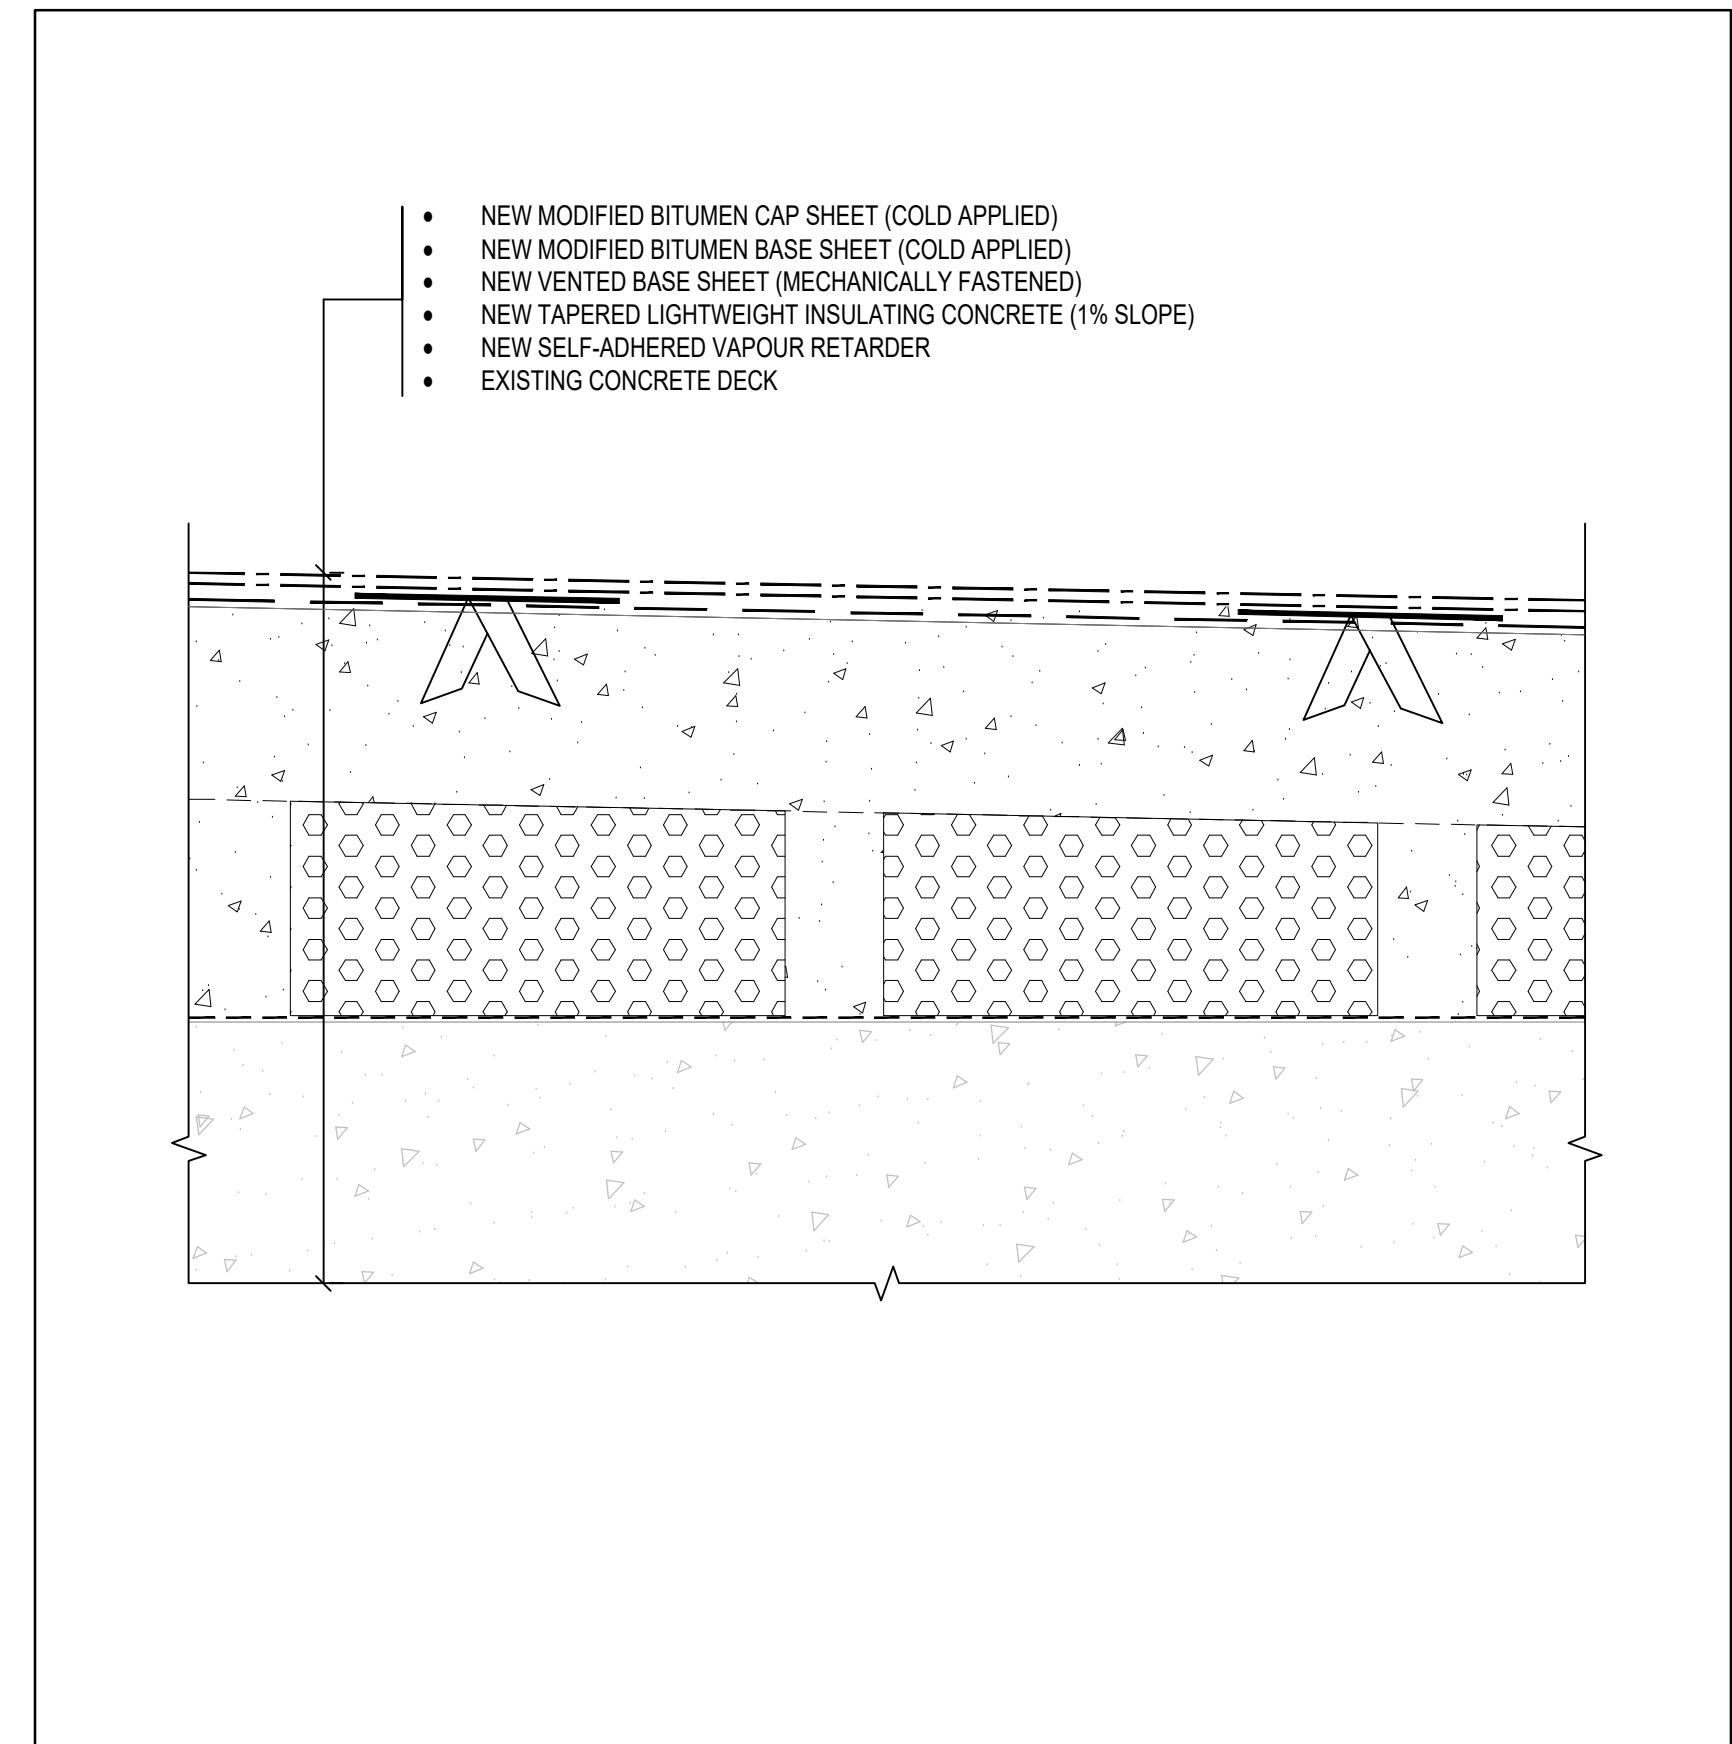 • NEW MODIFIED BITUMEN CAP SHEET (COLD APPLIED)
• NEW MODIFIED BITUMEN BASE SHEET (COLD APPLIED)
• NEW VENTED BASE SHEET (MECHANICALLY FASTENED)
• NEW TAPERED LIGHTWEIGHT INSULATING CONCRETE (1% SLOPE)
• NEW SELF-ADHERED VAPOUR RETARDER
• EXISTING CONCRETE DECK